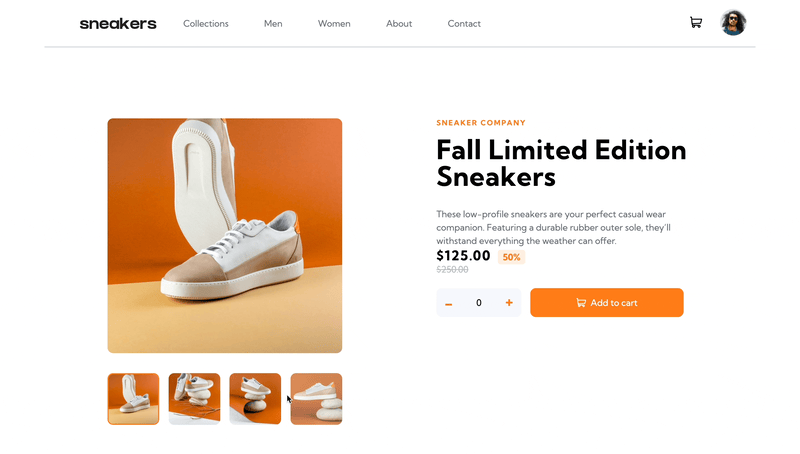 sneakers Collections Men Women About Contact
SNEAKER COMPANY
Fall Limited Edition
Sneakers
These low-profile sneakers are your perfect casual wear
companion. Featuring a durable rubber outer sole, they'll
withstand everything the weather can offer.
$125.00 50%
$250.00
– 0 + Add to cart